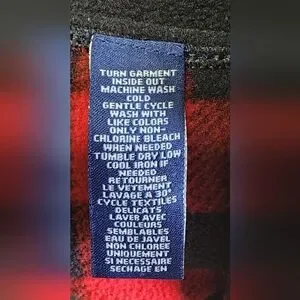 TURN GARMENT
INSIDE OUT
MACHINE WASH
COLD
GENTLE CYCLE
WASH WITH
LIKE COLORS
ONLY NON-
CHLORINE BLEACH
WHEN NEEDED
TUMBLE DRY LOW
COOL IRON IF
NEEDED
RETOURNER
LE VETEMENT
LAVAGE A 30°
CYCLE TEXTILES
DELICATS
LAVER AVEC
COULEURS
SEMBLABLES
EAU DE JAVEL
NON CHLOREE
UNIQUEMENT
SI NECESSAIRE
SECHAGE EN